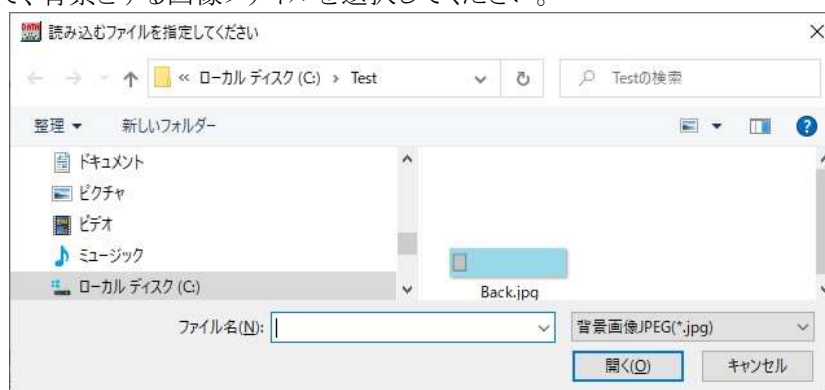 、背景とする画像ファイルを選択してください。
読み込むファイルを指定してください
« ローカル ディスク (C:) › Test
Testの検索
整理
新しいフォルダー
ドキュメント
ピクチャ
ビデオ
ミュージック
ローカル ディスク (C:)
Back.jpg
ファイル名(N):
背景画像JPEG(*.jpg)
開く(O)
キャンセル